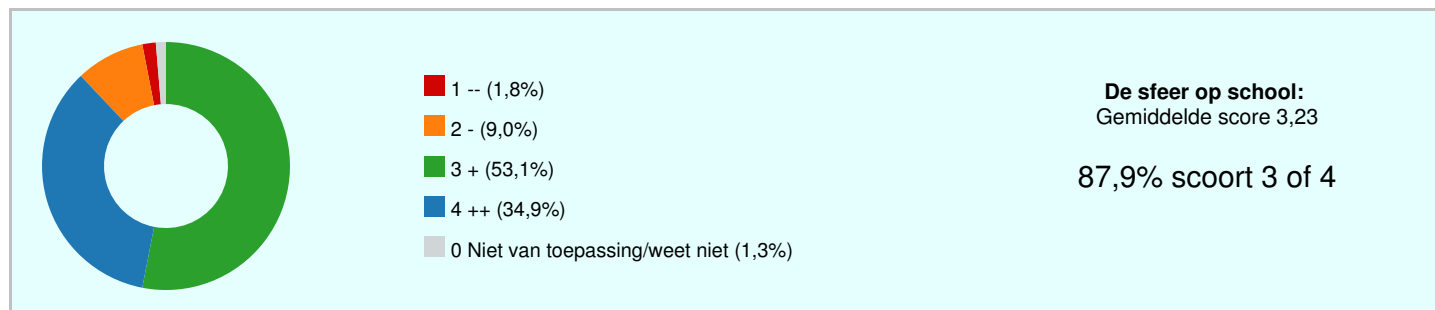 1 -- (1,8%)
2 - (9,0%)
3 + (53,1%)
4 ++ (34,9%)
0 Niet van toepassing/weet niet (1,3%)
De sfeer op school:
Gemiddelde score 3,23
87,9% scoort 3 of 4